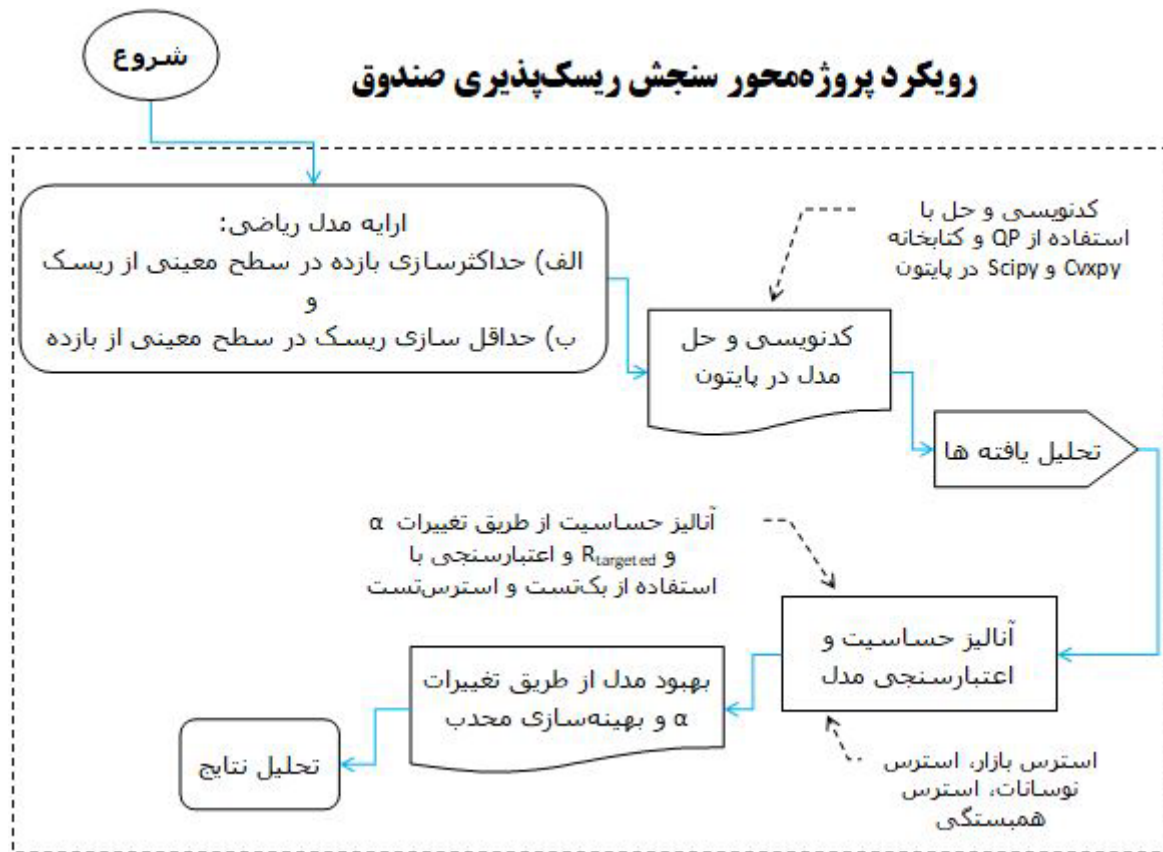 شروع
رویکرد پروژه‌محور سنجش ریسک‌پذیری صندوق
ارایه مدل ریاضی:
الف) حداکثرسازی بازده در سطح معینی از ریسک
و
ب) حداقل سازی ریسک در سطح معینی از بازده
کدنویسی و حل با
استفاده از QP و کتابخانه
Cvxpy و Scipy در پایتون
کدنویسی و حل
مدل در پایتون
تحلیل یافته ها
آنالیز حساسیت از طریق تغییرات α
و Rtargeted و اعتبارسنجی با
استفاده از بک‌تست و استرس‌تست
آنالیز حساسیت و
اعتبارسنجی مدل
استرس بازار، استرس
نوسانات، استرس
همبستگی
بهبود مدل از طریق تغییرات
α و بهینه‌سازی محدب
تحلیل نتایج